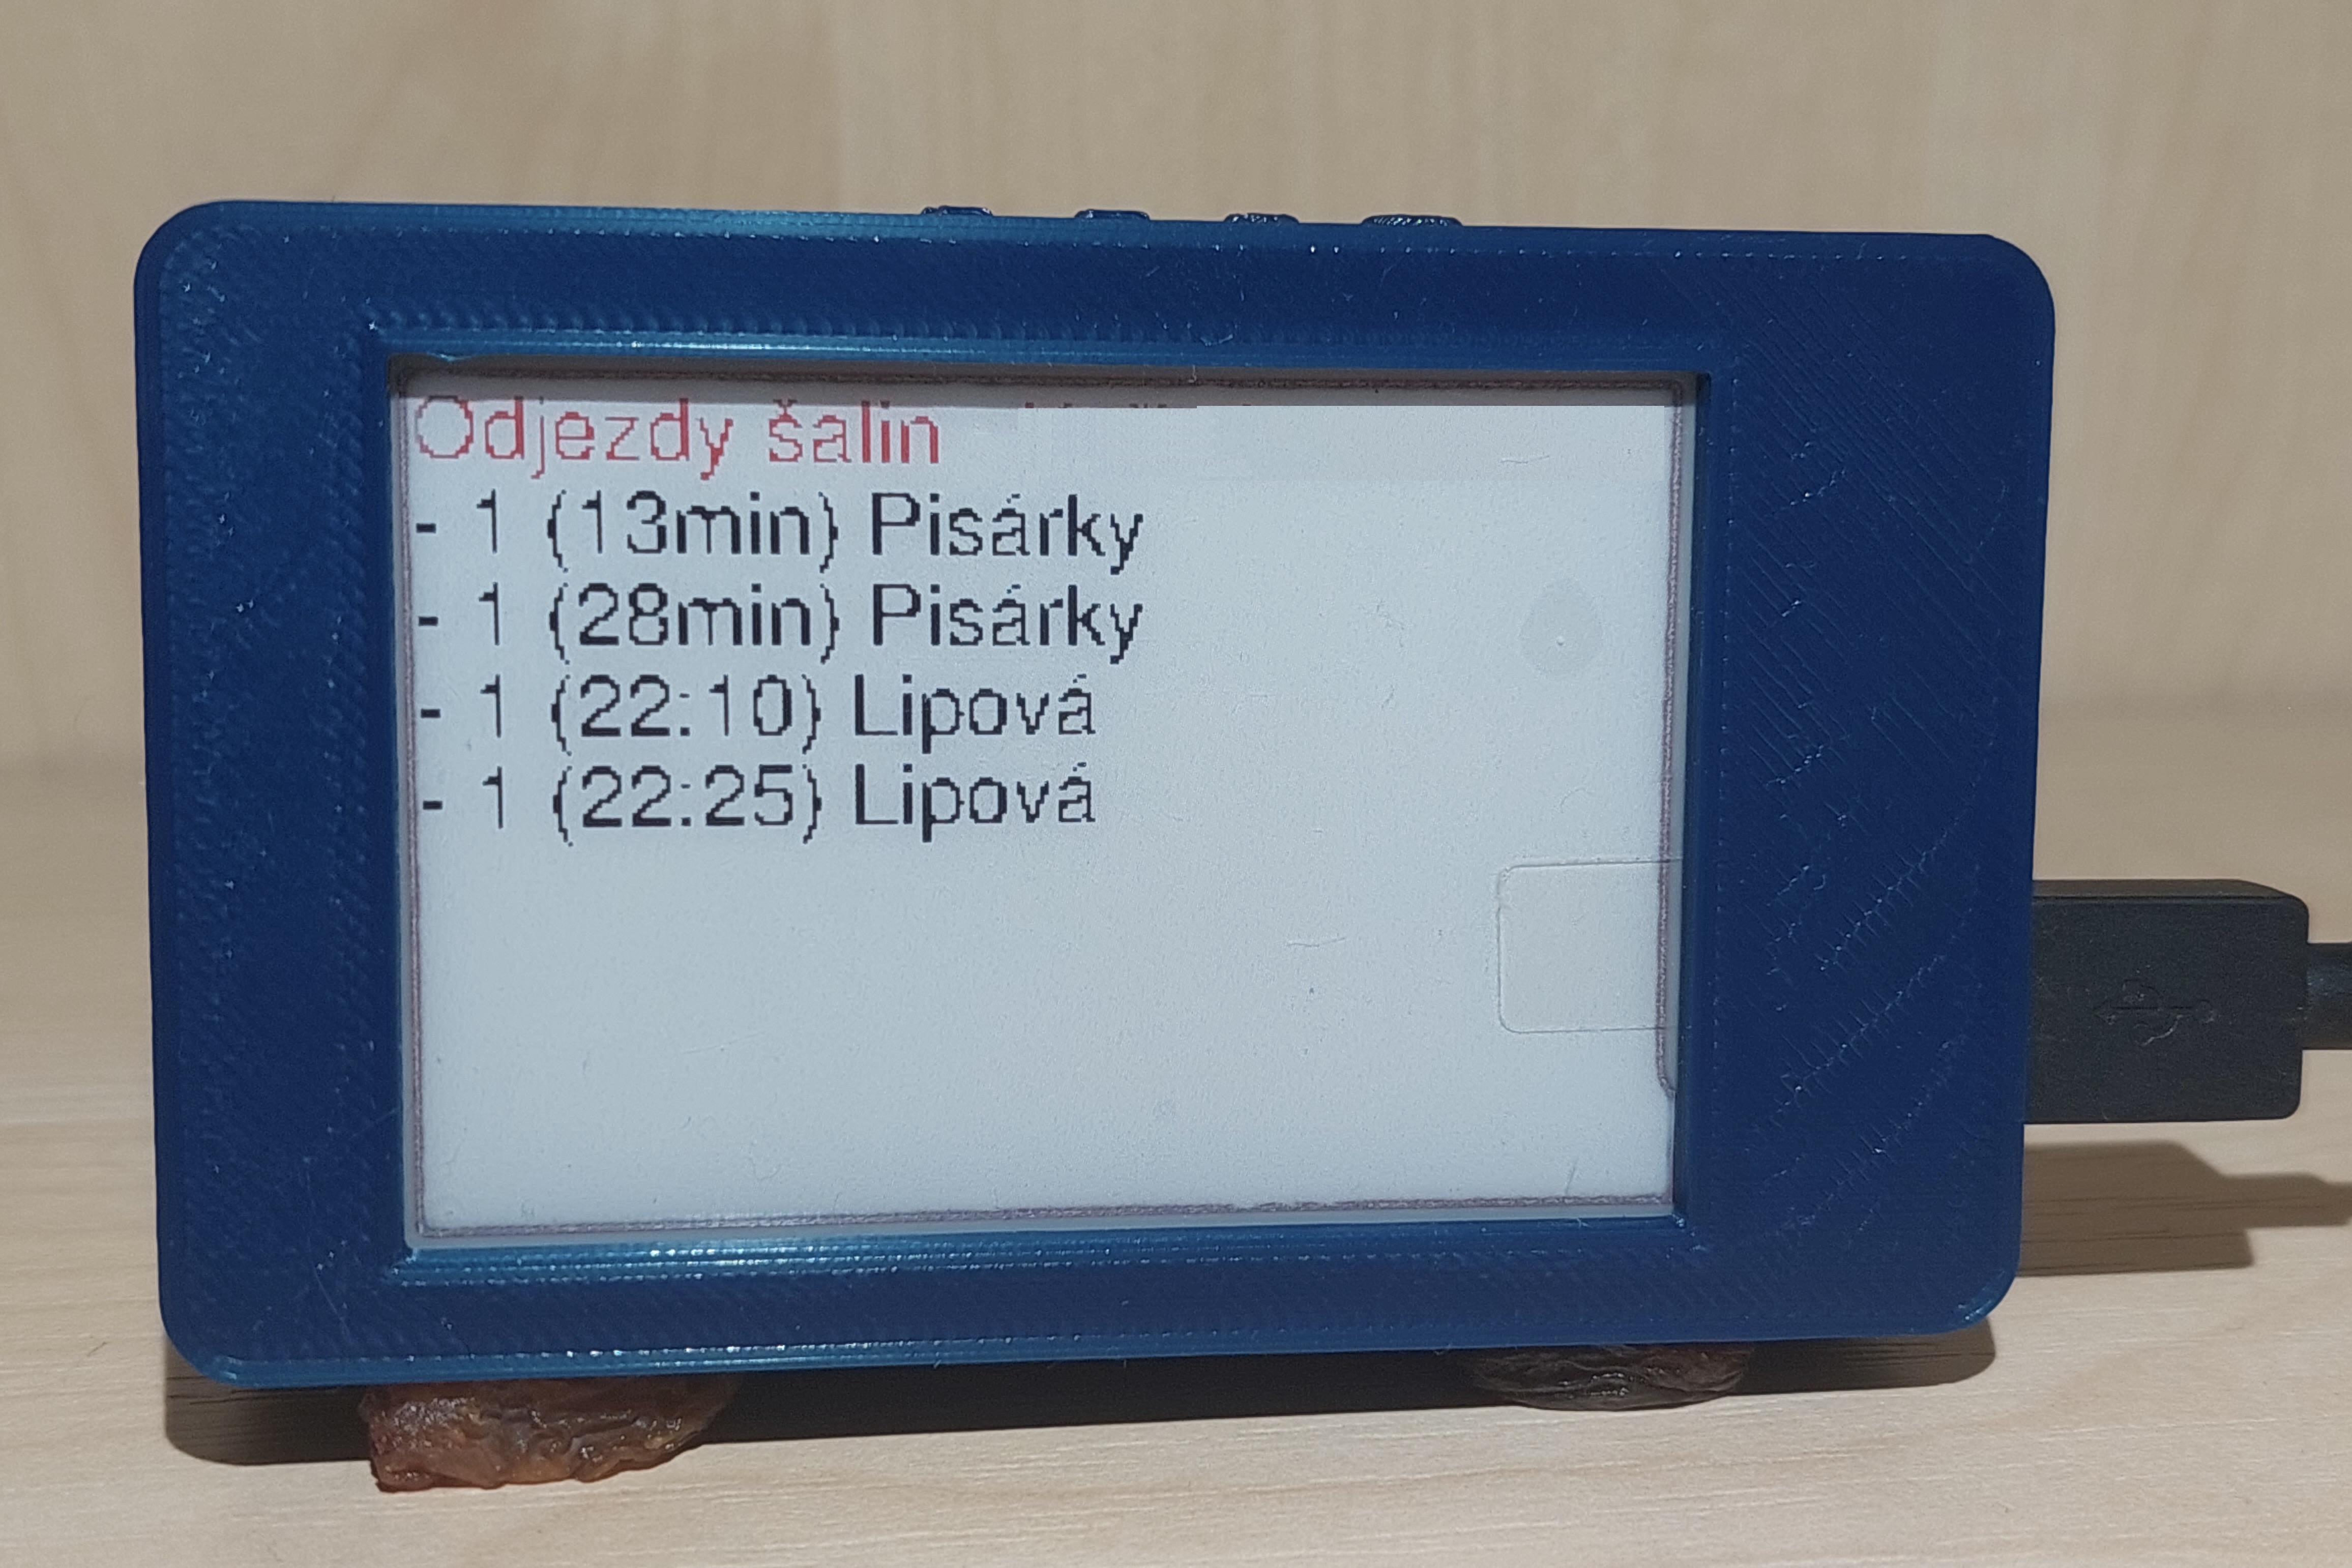 Odjezdy šalin
- 1 (13min) Pisárky
- 1 (28min) Pisárky
- 1 (22:10) Lipová
- 1 (22:25) Lipová